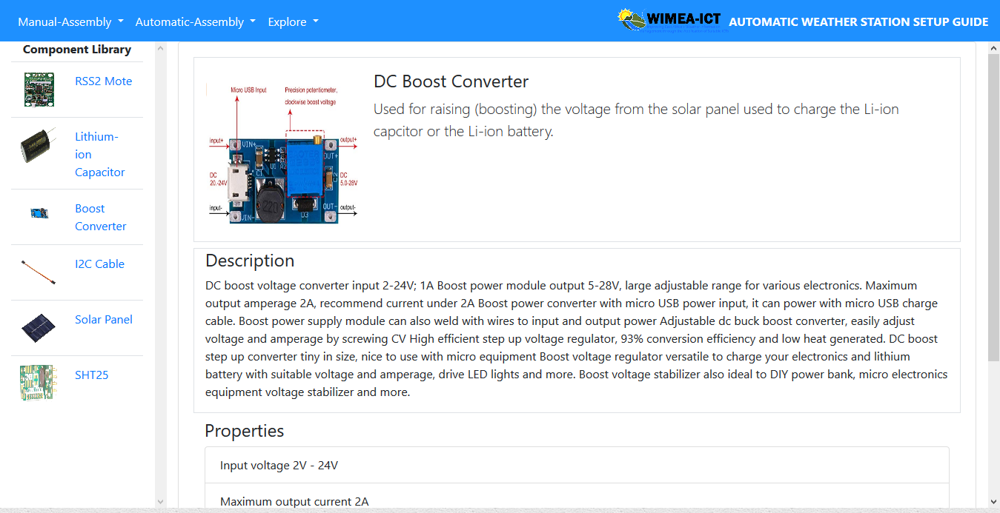 Manual-Assembly Automatic-Assembly Explore WIMEA-ICT AUTOMATIC WEATHER STATION SETUP GUIDE
Component Library
RSS2 Mote
Lithium-
ion
Capacitor
Boost
Converter
I2C Cable
Solar Panel
SHT25
DC Boost Converter
Used for raising (boosting) the voltage from the solar panel used to charge the Li-ion
capcitor or the Li-ion battery.
Micro USB Input
Precision potentiometer,
clockwise boost voltsge
input+
output+
VIN+
OUT+
C1
U1
R2
DC
20.-24V
DC
5.0-28V
220
input-
output-
VIN-
OUT-
D3
Description
DC boost voltage converter input 2-24V; 1A Boost power module output 5-28V, large adjustable range for various electronics. Maximum
output amperage 2A, recommend current under 2A Boost power converter with micro USB power input, it can power with micro USB charge
cable. Boost power supply module can also weld with wires to input and output power Adjustable dc buck boost converter, easily adjust
voltage and amperage by screwing CV High efficient step up voltage regulator, 93% conversion efficiency and low heat generated. DC boost
step up converter tiny in size, nice to use with micro equipment Boost voltage regulator versatile to charge your electronics and lithium
battery with suitable voltage and amperage, drive LED lights and more. Boost voltage stabilizer also ideal to DIY power bank, micro electronics
equipment voltage stabilizer and more.
Properties
Input voltage 2V - 24V
Maximum output current 2A